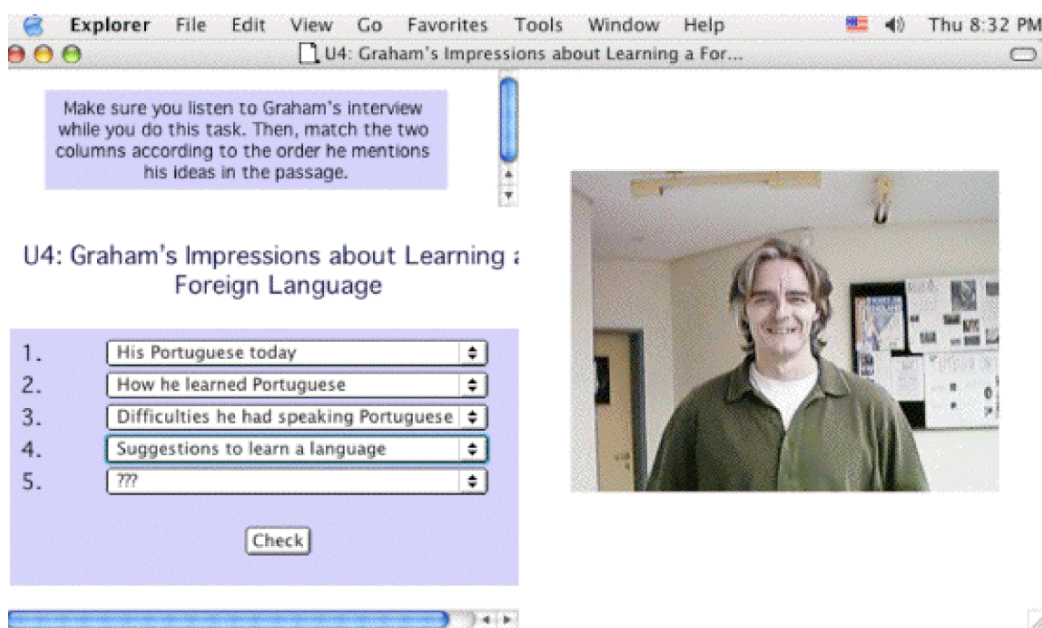 Explorer File Edit View Go Favorites Tools Window Help Thu 8:32 PM
U4: Graham's Impressions about Learning a For...
Make sure you listen to Graham's interview
while you do this task. Then, match the two
columns according to the order he mentions
his ideas in the passage.
U4: Graham's Impressions about Learning a
Foreign Language
1. His Portuguese today
2. How he learned Portuguese
3. Difficulties he had speaking Portuguese
4. Suggestions to learn a language
5. ???
Check